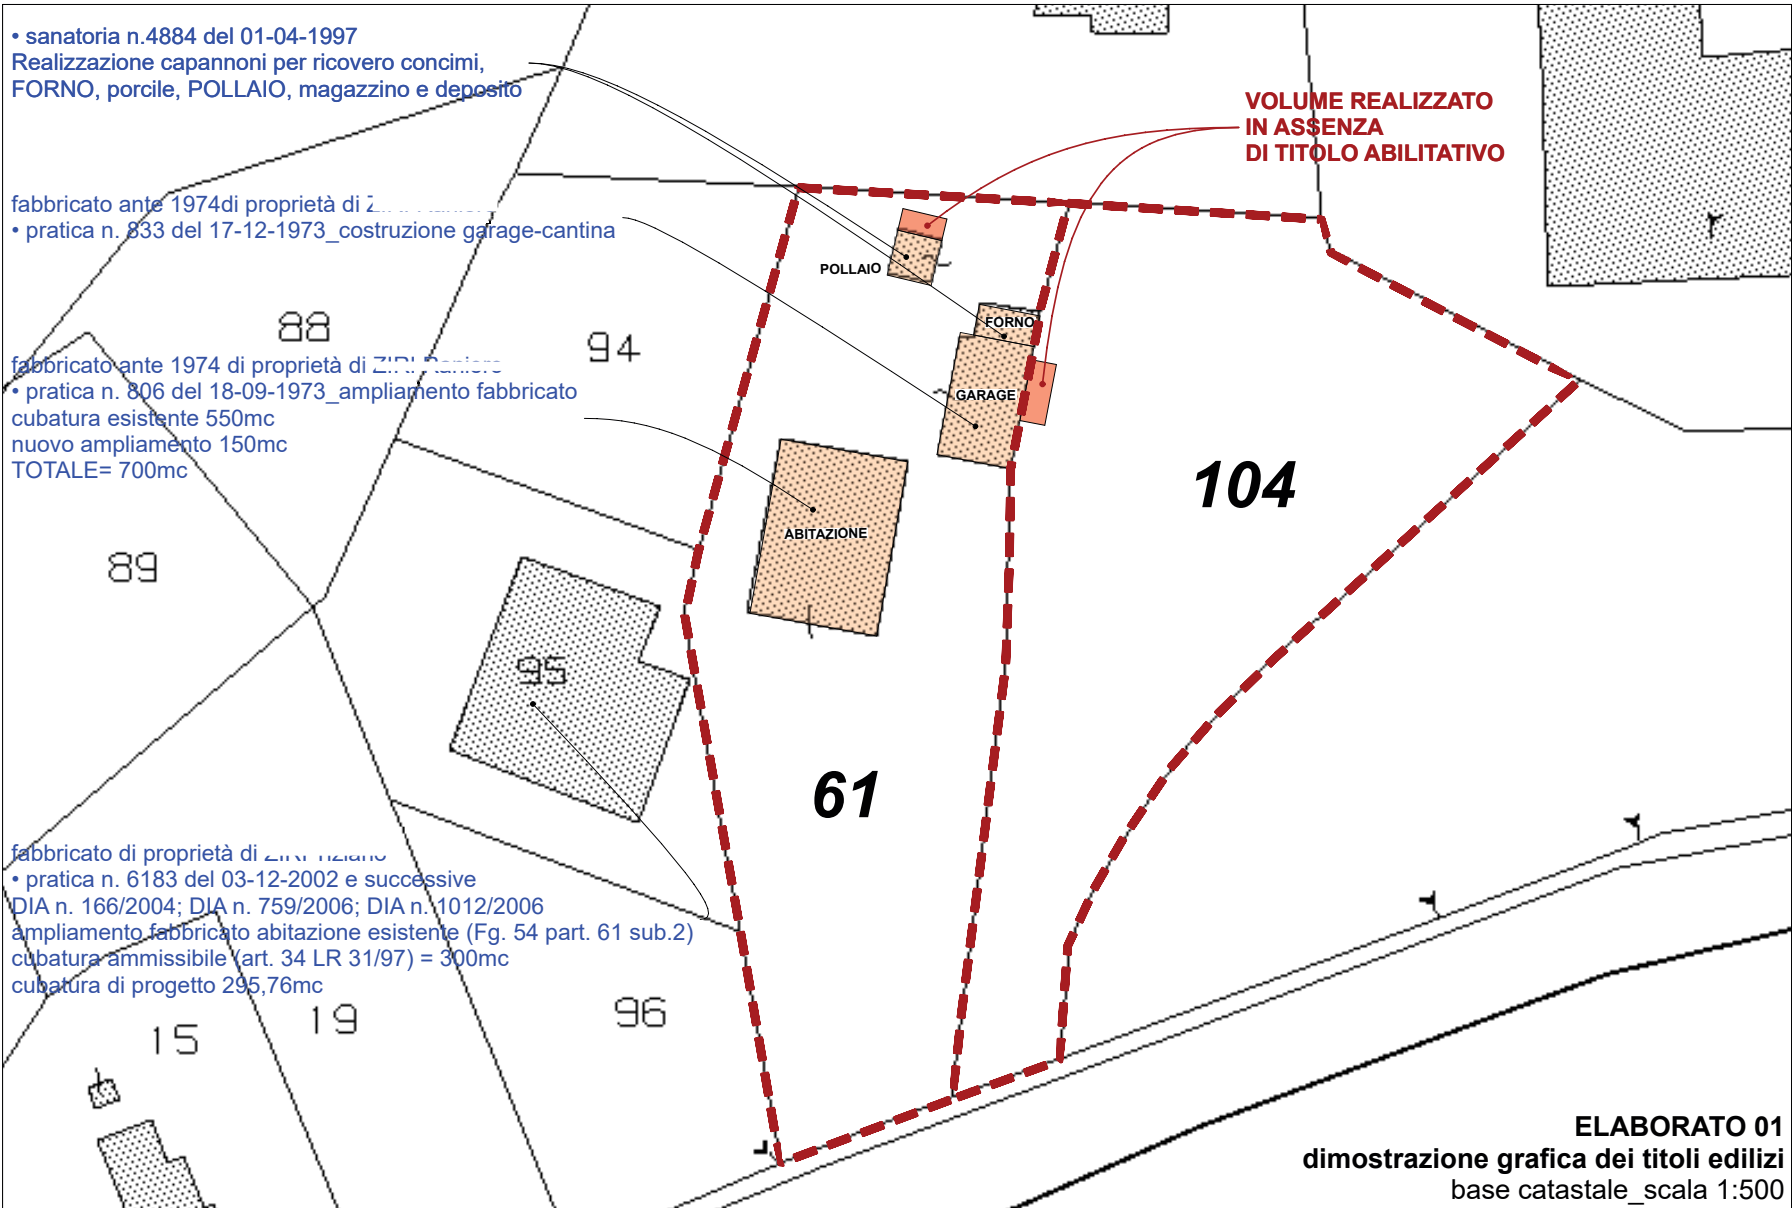 • sanatoria n.4884 del 01-04-1997
Realizzazione capannoni per ricovero concimi,
FORNO, porcile, POLLAIO, magazzino e deposito
VOLUME REALIZZATO
IN ASSENZA
DI TITOLO ABILITATIVO
fabbricato ante 1974di proprietà di
• pratica n. 833 del 17-12-1973_costruzione garage-cantina
POLLAIO
FORNO
88
94
fabbricato ante 1974 di proprietà di
• pratica n. 806 del 18-09-1973_ampliamento fabbricato
cubatura esistente 550mc
nuovo ampliamento 150mc
TOTALE= 700mc
GARAGE
104
ABITAZIONE
89
95
61
fabbricato di proprietà di
• pratica n. 6183 del 03-12-2002 e successive
DIA n. 166/2004; DIA n. 759/2006; DIA n. 1012/2006
ampliamento fabbricato abitazione esistente (Fg. 54 part. 61 sub.2)
cubatura ammissibile (art. 34 LR 31/97) = 300mc
cubatura di progetto 295,76mc
15
19
96
ELABORATO 01
dimostrazione grafica dei titoli edilizi
base catastale_scala 1:500